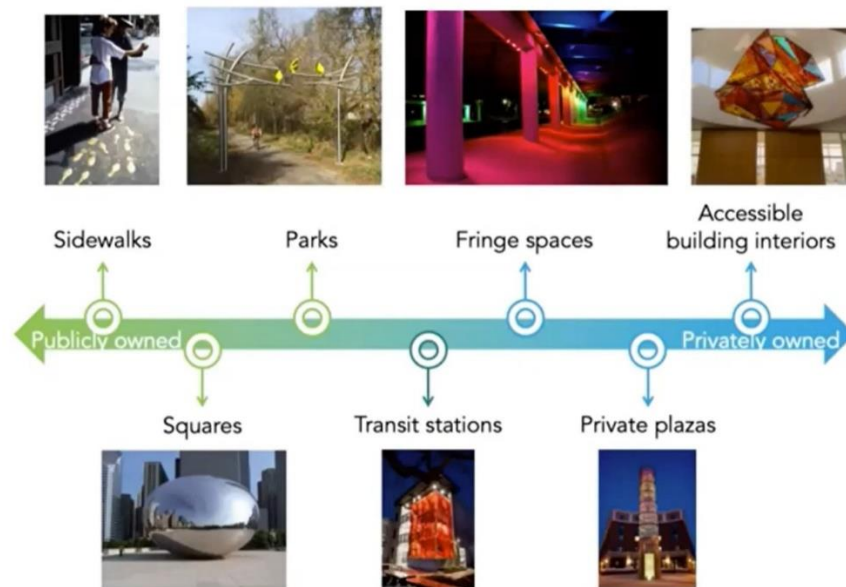 Sidewalks
Parks
Fringe spaces
Accessible
building interiors
Publicly owned
Privately owned
Squares
Transit stations
Private plazas